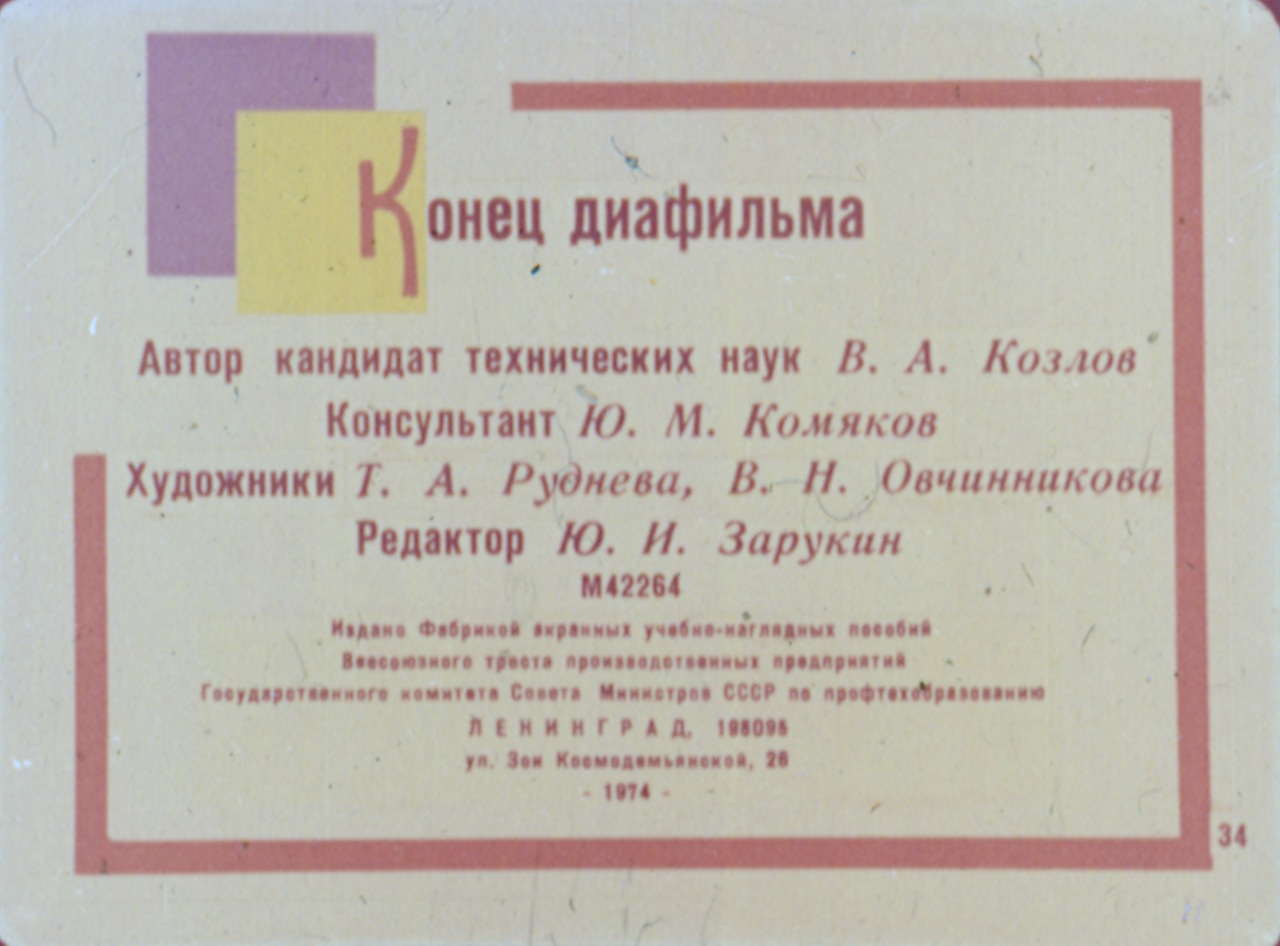 Конец диафильма
Автор кандидат технических наук В. А. Козлов
Консультант Ю. М. Комяков
Художники Т. А. Руднева, В. Н. Овчинникова
Редактор Ю. И. Зарукин
М42264
Издано Фабрикой экранных учебно-наглядных пособий
Всесоюзного треста производственных предприятий
Государственного комитета Совета Министров СССР по профтехобразованию
ЛЕНИНГРАД,
ул. Зои Космодемьянской, 26
- 1974 -
34